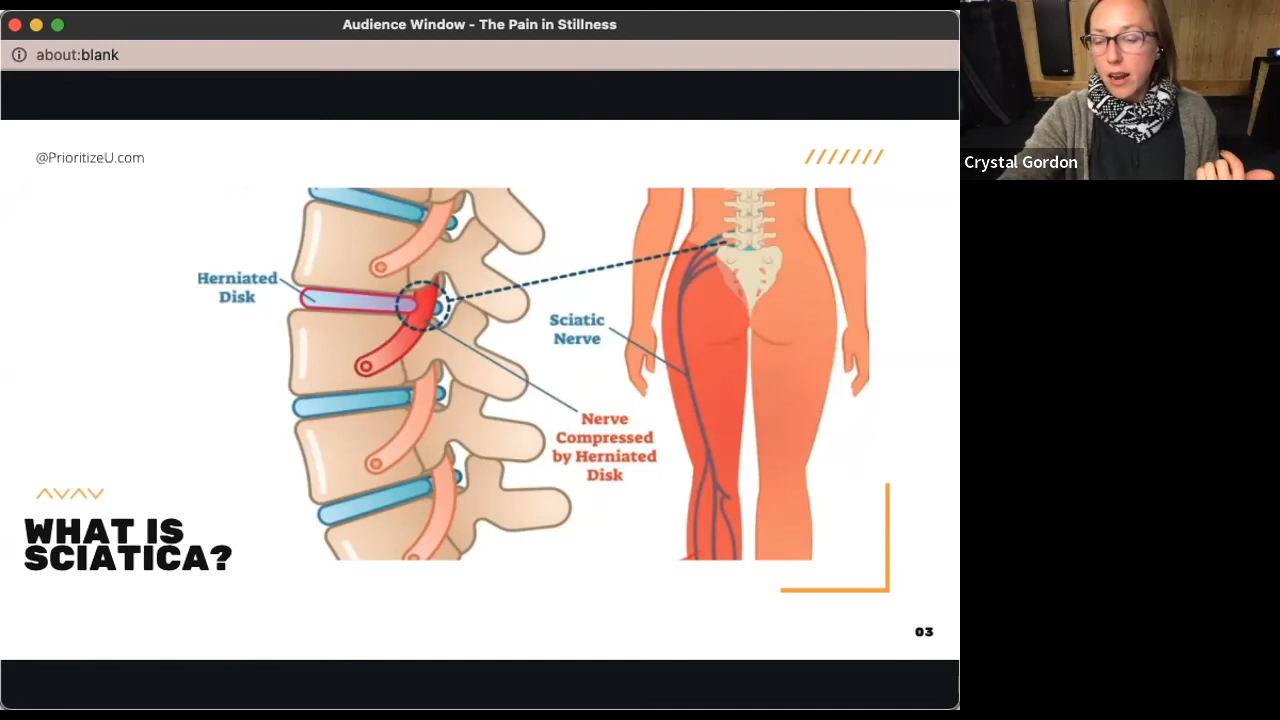 Audience Window - The Pain in Stillness
about:blank
@PrioritizeU.com
Crystal Gordon
Herniated
Disk
Sciatic
Nerve
Nerve
Compressed
by Herniated
Disk
WHAT IS
SCIATICA?
03